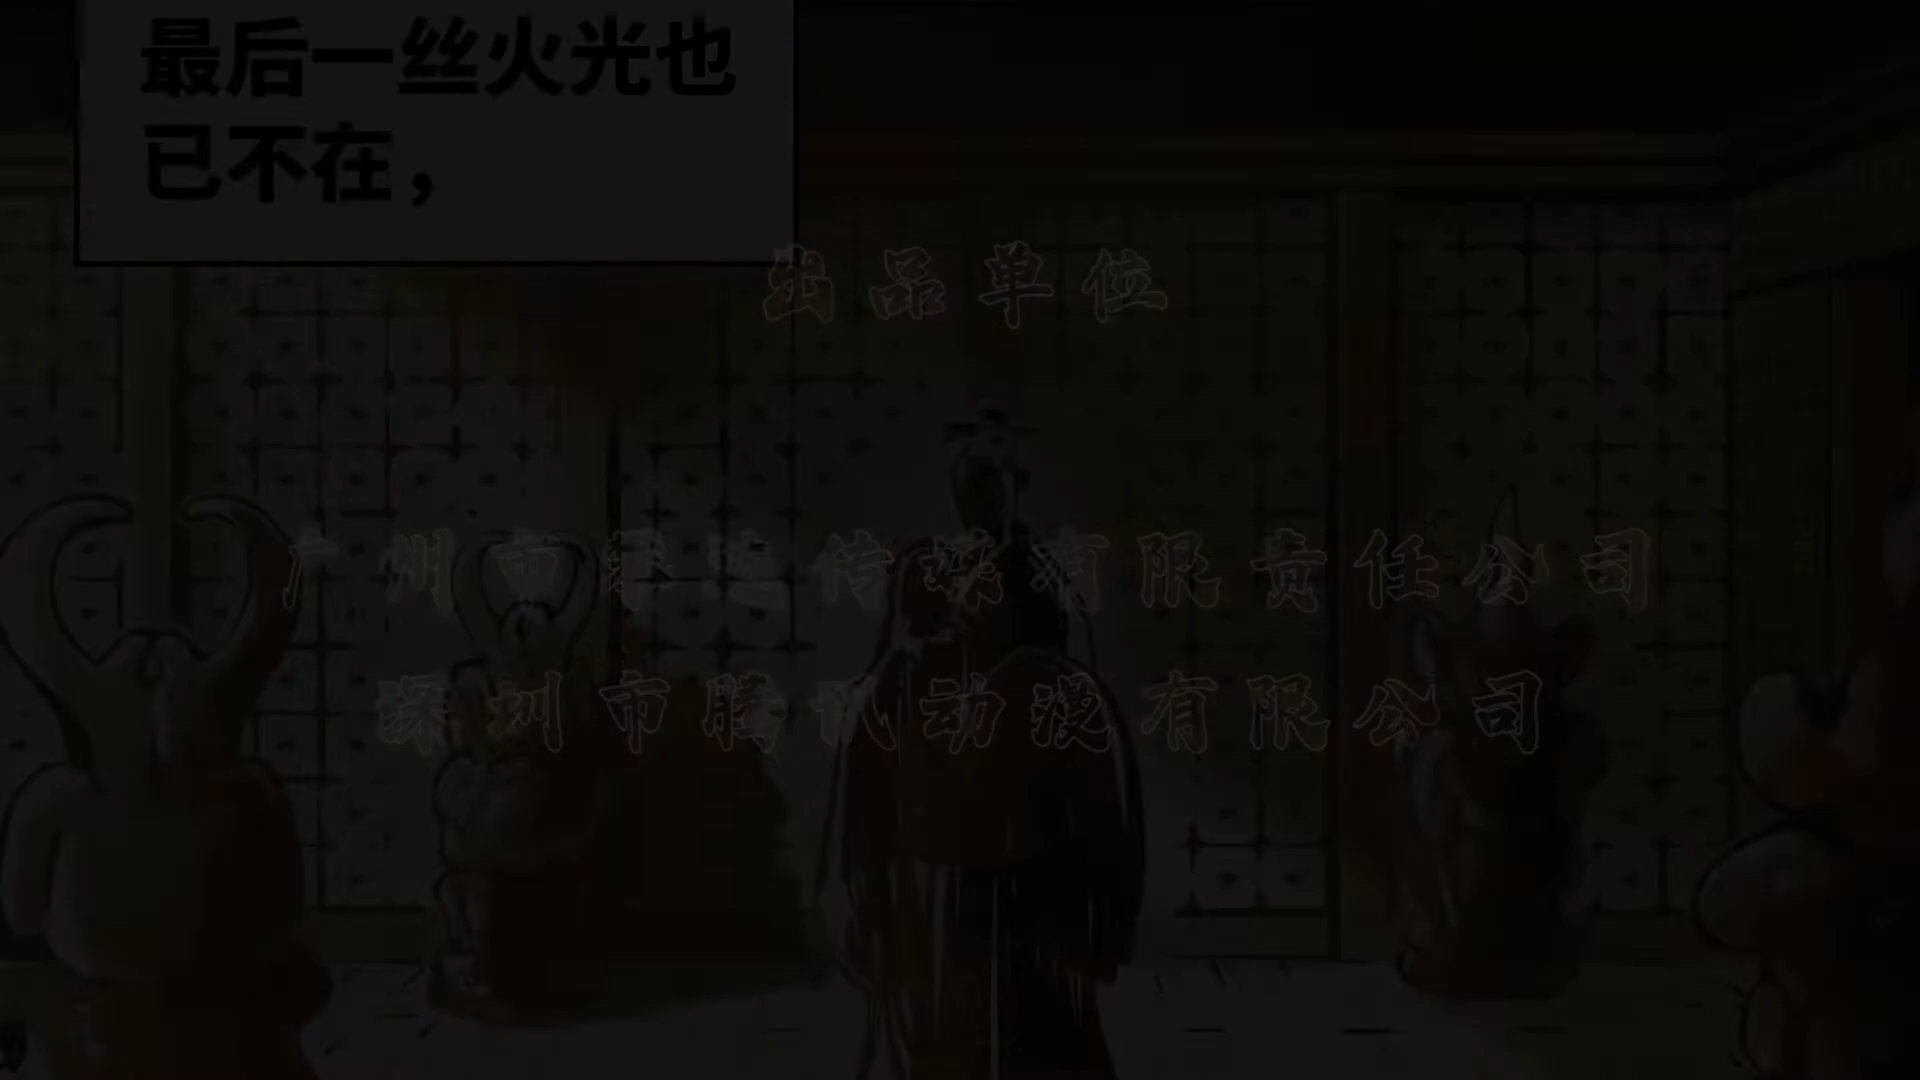 最后一丝火光也
已不在，
出品单位
广州市 传媒有限责任公司
深圳市腾讯动漫有限公司